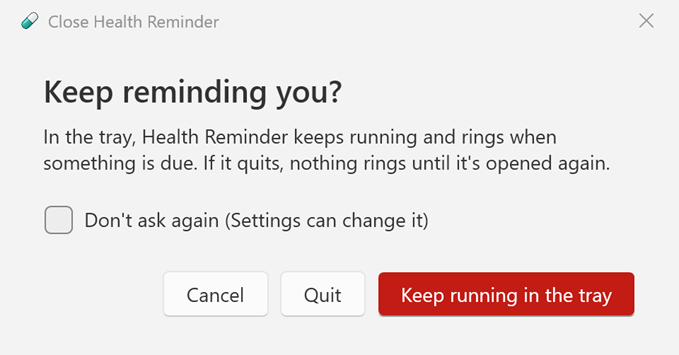 Close Health Reminder
Keep reminding you?
In the tray, Health Reminder keeps running and rings when
something is due. If it quits, nothing rings until it's opened again.
Don't ask again (Settings can change it)
Cancel Quit Keep running in the tray